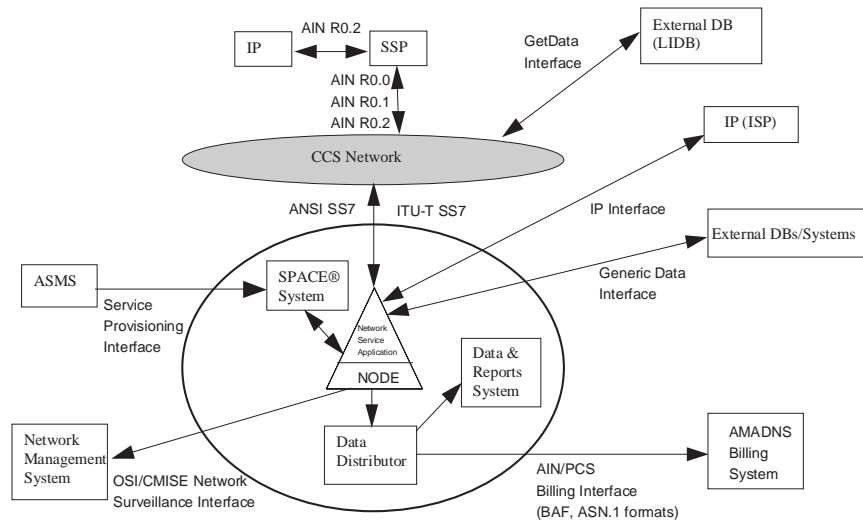 AIN R0.2
IP
SSP
External DB
(LIDB)
GetData
Interface
AIN R0.0
AIN R0.1
AIN R0.2
IP (ISP)
CCS Network
ANSI SS7
ITU-T SS7
IP Interface
External DBs/Systems
ASMS
SPACE®
System
Generic Data
Interface
Service
Provisioning
Interface
Network
Service
Application
NODE
Data &
Reports
System
Network
Management
System
Data
Distributor
AMADNS
Billing
System
OSI/CMISE Network
Surveillance Interface
AIN/PCS
Billing Interface
(BAF, ASN.1 formats)